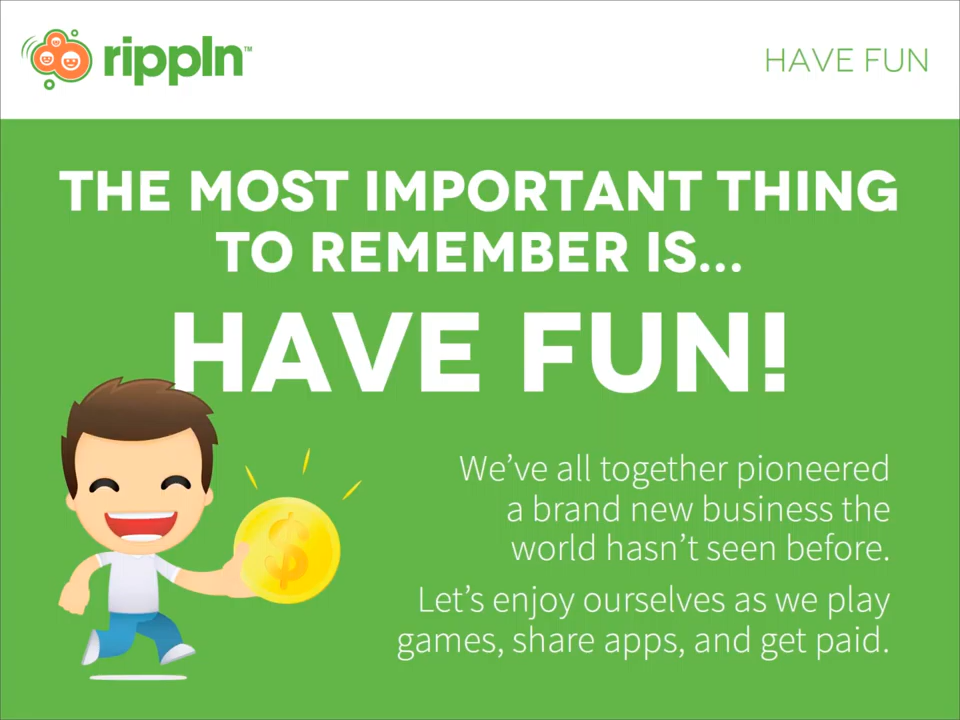 rippln™
HAVE FUN
THE MOST IMPORTANT THING
TO REMEMBER IS...
HAVE FUN!
We’ve all together pioneered
a brand new business the
world hasn’t seen before.
Let’s enjoy ourselves as we play
games, share apps, and get paid.
$